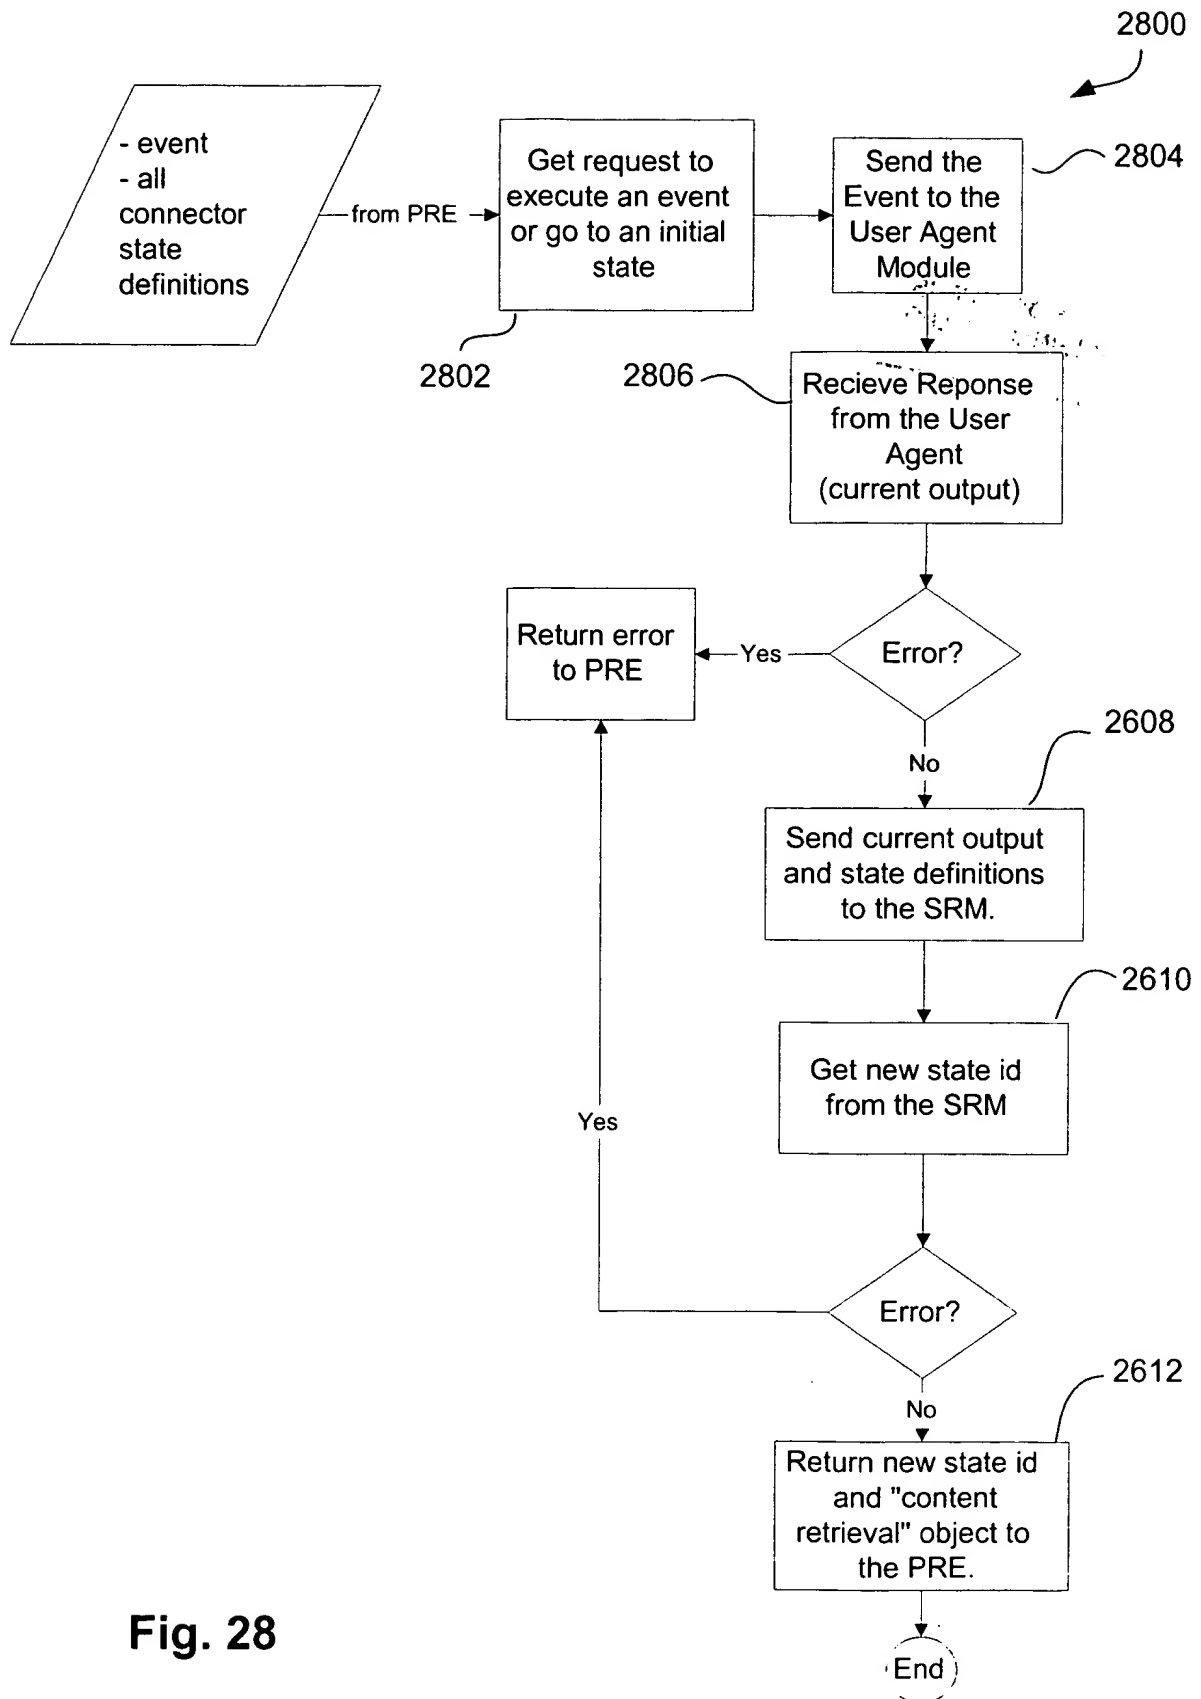 2800
- event
- all
connector
state
definitions
from PRE
Get request to
execute an event
or go to an initial
state
2802
Send the
Event to the
User Agent
Module
2804
2806
Recieve Reponse
from the User
Agent
(current output)
Error?
Yes
Return error
to PRE
No
2608
Send current output
and state definitions
to the SRM.
2610
Get new state id
from the SRM
Yes
Error?
No
2612
Return new state id
and "content
retrieval" object to
the PRE.
End
Fig. 28